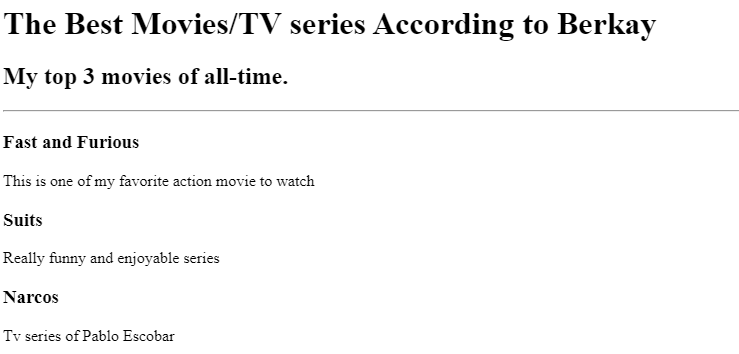 The Best Movies/TV series According to Berkay
My top 3 movies of all-time.
Fast and Furious
This is one of my favorite action movie to watch
Suits
Really funny and enjoyable series
Narcos
Tv series of Pablo Escobar